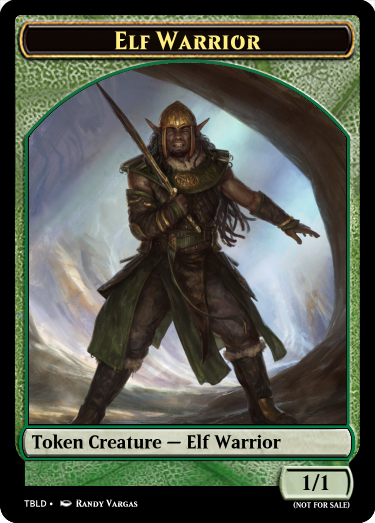 Elf Warrior
Token Creature — Elf Warrior
1/1
TBLD • Randy Vargas
(NOT FOR SALE)